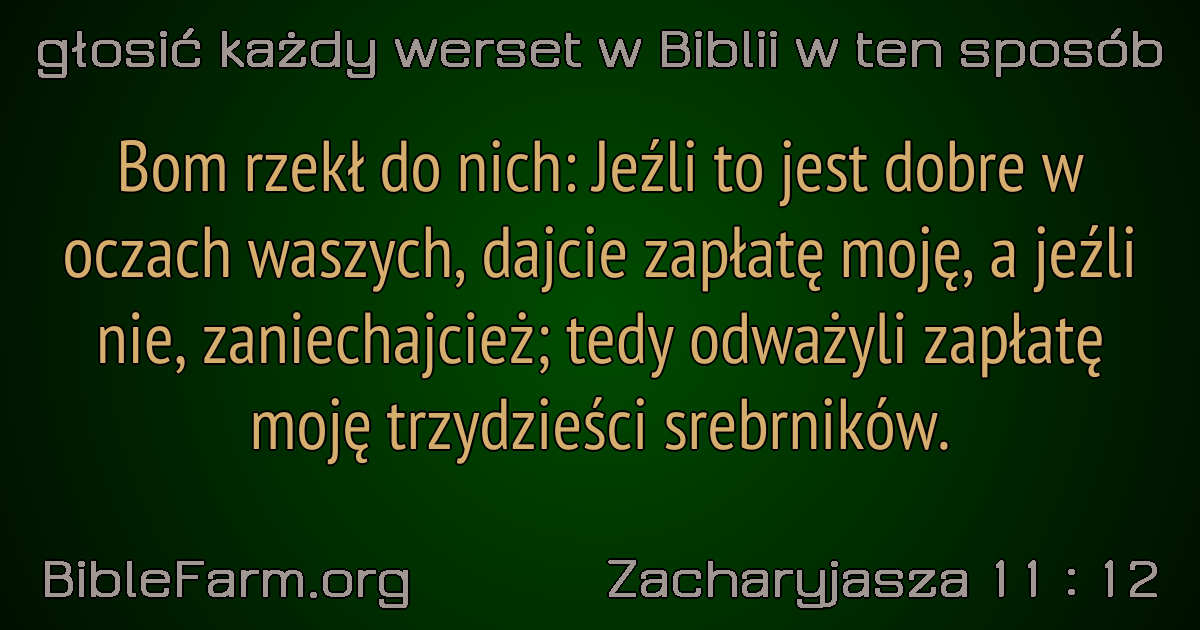 głosić każdy werset w Biblii w ten sposób
Bom rzekł do nich: Jeźli to jest dobre w
oczach waszych, dajcie zapłatę moję, a jeźli
nie, zaniechajcież; tedy odważyli zapłatę
moję trzydzieści srebrników.
BibleFarm.org
Zacharyjasza 11 : 12